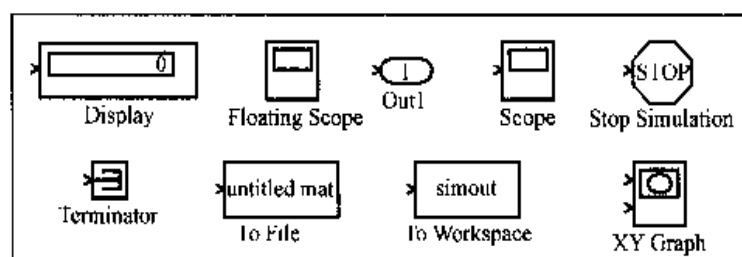 0
1
STOP
Display
Floating Scope
Out1
Scope
Stop Simulation
untitled mat
simout
Terminator
To File
To Workspace
XY Graph